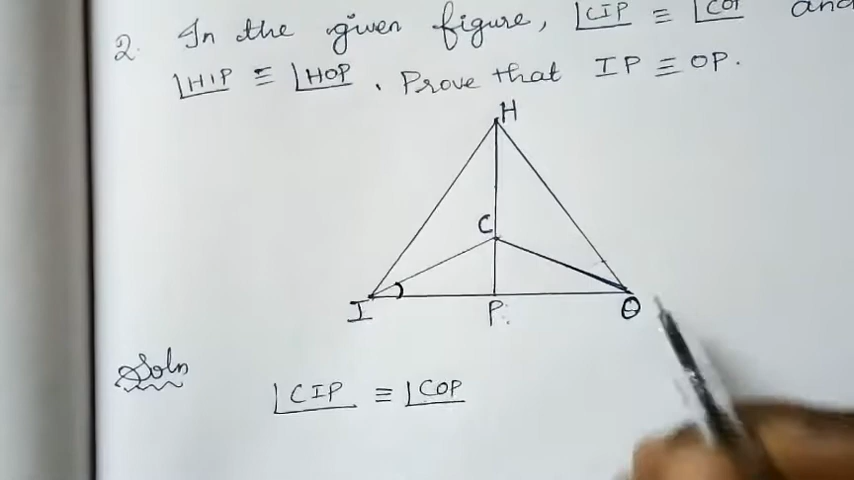 2. In the given figure, ∠CIP ≡ ∠COP and
∠HIP ≡ ∠HOP. Prove that IP ≡ OP.
H
C
I P. O
Soln
∠CIP ≡ ∠COP